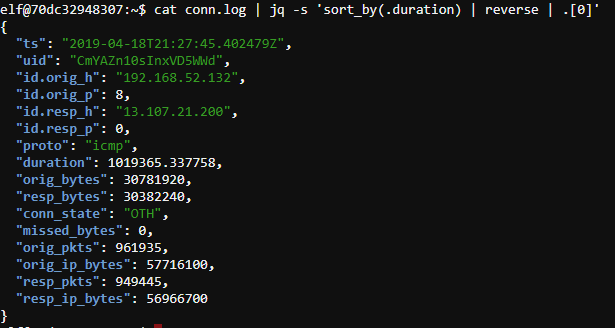 elf@70dc32948307:~$ cat conn.log | jq -s 'sort_by(.duration) | reverse | .[0]'
{
  "ts": "2019-04-18T21:27:45.402479Z",
  "uid": "CmYAZn10sInxVD5WWd",
  "id.orig_h": "192.168.52.132",
  "id.orig_p": 8,
  "id.resp_h": "13.107.21.200",
  "id.resp_p": 0,
  "proto": "icmp",
  "duration": 1019365.337758,
  "orig_bytes": 30781920,
  "resp_bytes": 30382240,
  "conn_state": "OTH",
  "missed_bytes": 0,
  "orig_pkts": 961935,
  "orig_ip_bytes": 57716100,
  "resp_pkts": 949445,
  "resp_ip_bytes": 56966700
}